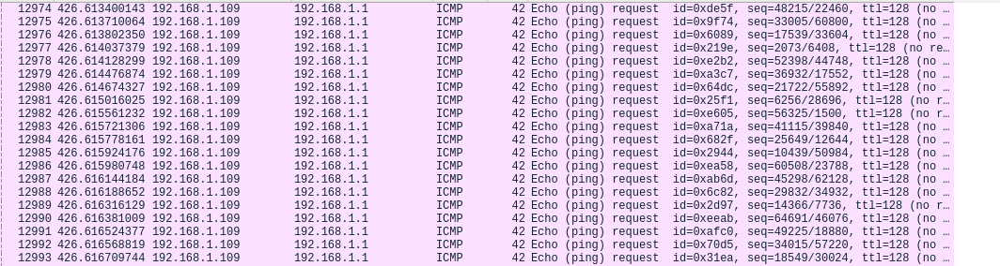 12974 426.613400143 192.168.1.109 192.168.1.1 ICMP 42 Echo (ping) request id=0xde5f, seq=48215/22460, ttl=128 (no …
12975 426.613710064 192.168.1.109 192.168.1.1 ICMP 42 Echo (ping) request id=0x9f74, seq=33005/60800, ttl=128 (no …
12976 426.613802350 192.168.1.109 192.168.1.1 ICMP 42 Echo (ping) request id=0x6089, seq=17539/33604, ttl=128 (no …
12977 426.614037379 192.168.1.109 192.168.1.1 ICMP 42 Echo (ping) request id=0x219e, seq=2073/6408, ttl=128 (no re…
12978 426.614128299 192.168.1.109 192.168.1.1 ICMP 42 Echo (ping) request id=0xe2b2, seq=52398/44748, ttl=128 (no …
12979 426.614476874 192.168.1.109 192.168.1.1 ICMP 42 Echo (ping) request id=0xa3c7, seq=36932/17552, ttl=128 (no …
12980 426.614674327 192.168.1.109 192.168.1.1 ICMP 42 Echo (ping) request id=0x64dc, seq=21722/55892, ttl=128 (no …
12981 426.615016025 192.168.1.109 192.168.1.1 ICMP 42 Echo (ping) request id=0x25f1, seq=6256/28696, ttl=128 (no r…
12982 426.615561232 192.168.1.109 192.168.1.1 ICMP 42 Echo (ping) request id=0xe605, seq=56325/1500, ttl=128 (no r…
12983 426.615721306 192.168.1.109 192.168.1.1 ICMP 42 Echo (ping) request id=0xa71a, seq=41115/39840, ttl=128 (no …
12984 426.615778161 192.168.1.109 192.168.1.1 ICMP 42 Echo (ping) request id=0x682f, seq=25649/12644, ttl=128 (no …
12985 426.615924176 192.168.1.109 192.168.1.1 ICMP 42 Echo (ping) request id=0x2944, seq=10439/50984, ttl=128 (no …
12986 426.615980748 192.168.1.109 192.168.1.1 ICMP 42 Echo (ping) request id=0xea58, seq=60508/23788, ttl=128 (no …
12987 426.616144184 192.168.1.109 192.168.1.1 ICMP 42 Echo (ping) request id=0xab6d, seq=45298/62128, ttl=128 (no …
12988 426.616188652 192.168.1.109 192.168.1.1 ICMP 42 Echo (ping) request id=0x6c82, seq=29832/34932, ttl=128 (no …
12989 426.616316129 192.168.1.109 192.168.1.1 ICMP 42 Echo (ping) request id=0x2d97, seq=14366/7736, ttl=128 (no r…
12990 426.616381009 192.168.1.109 192.168.1.1 ICMP 42 Echo (ping) request id=0xeeab, seq=64691/46076, ttl=128 (no …
12991 426.616524377 192.168.1.109 192.168.1.1 ICMP 42 Echo (ping) request id=0xafc0, seq=49225/18880, ttl=128 (no …
12992 426.616568819 192.168.1.109 192.168.1.1 ICMP 42 Echo (ping) request id=0x70d5, seq=34015/57220, ttl=128 (no …
12993 426.616709744 192.168.1.109 192.168.1.1 ICMP 42 Echo (ping) request id=0x31ea, seq=18549/30024, ttl=128 (no …